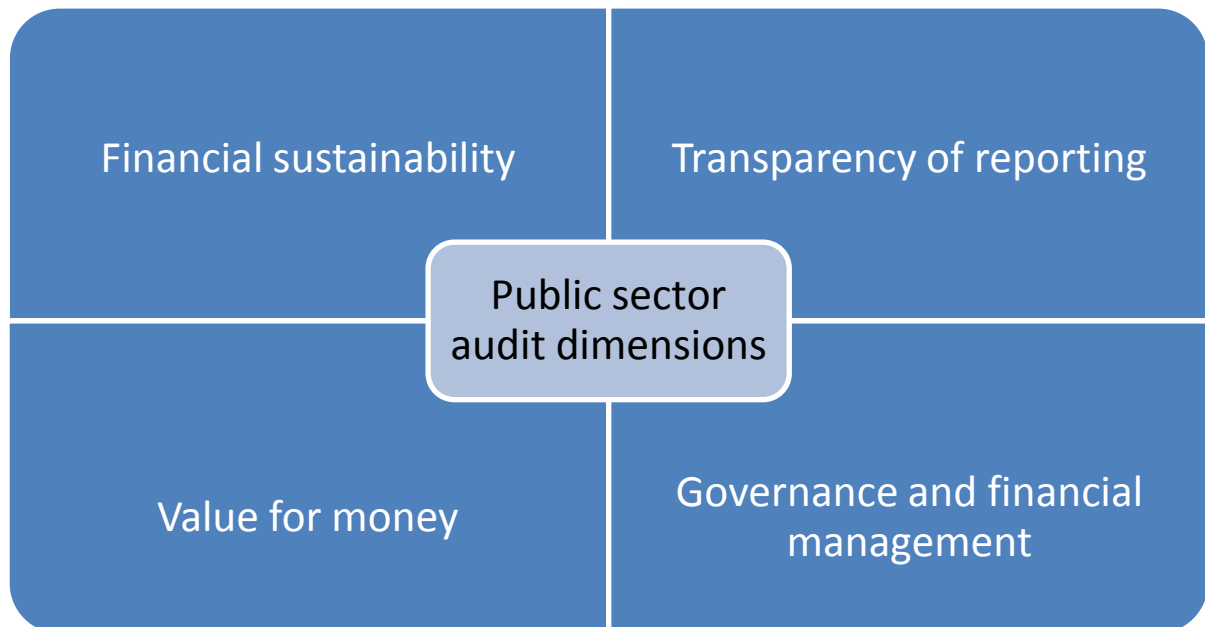 Financial sustainability
Transparency of reporting
Public sector
audit dimensions
Value for money
Governance and financial
management